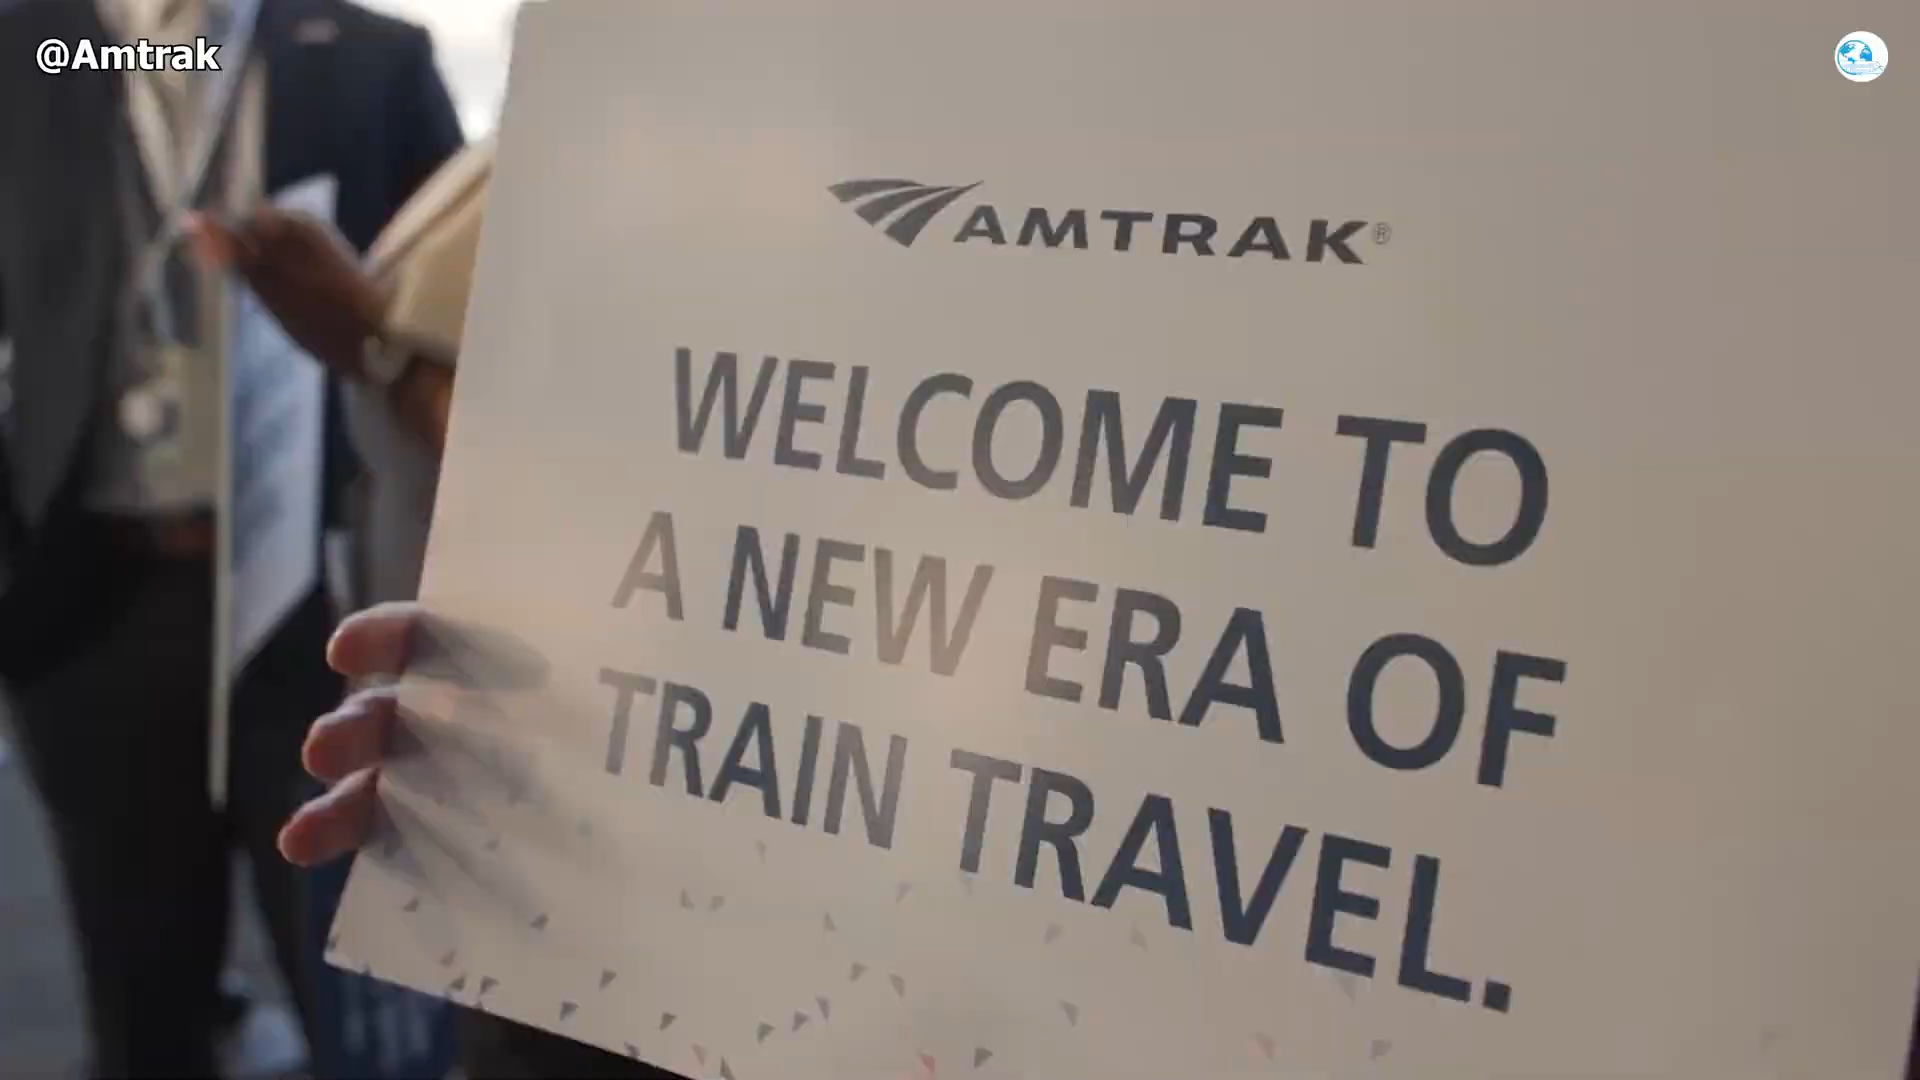 @Amtrak
AMTRAK®
WELCOME TO
A NEW ERA OF
TRAIN TRAVEL.